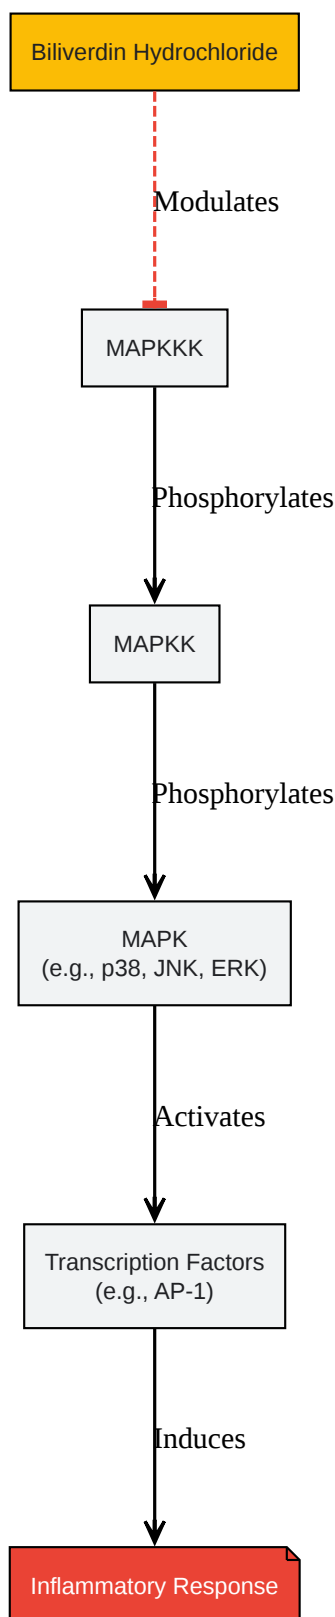 Biliverdin Hydrochloride
Modulates
MAPKKK
Phosphorylates
MAPKK
Phosphorylates
MAPK
(e.g., p38, JNK, ERK)
Activates
Transcription Factors
(e.g., AP-1)
Induces
Inflammatory Response